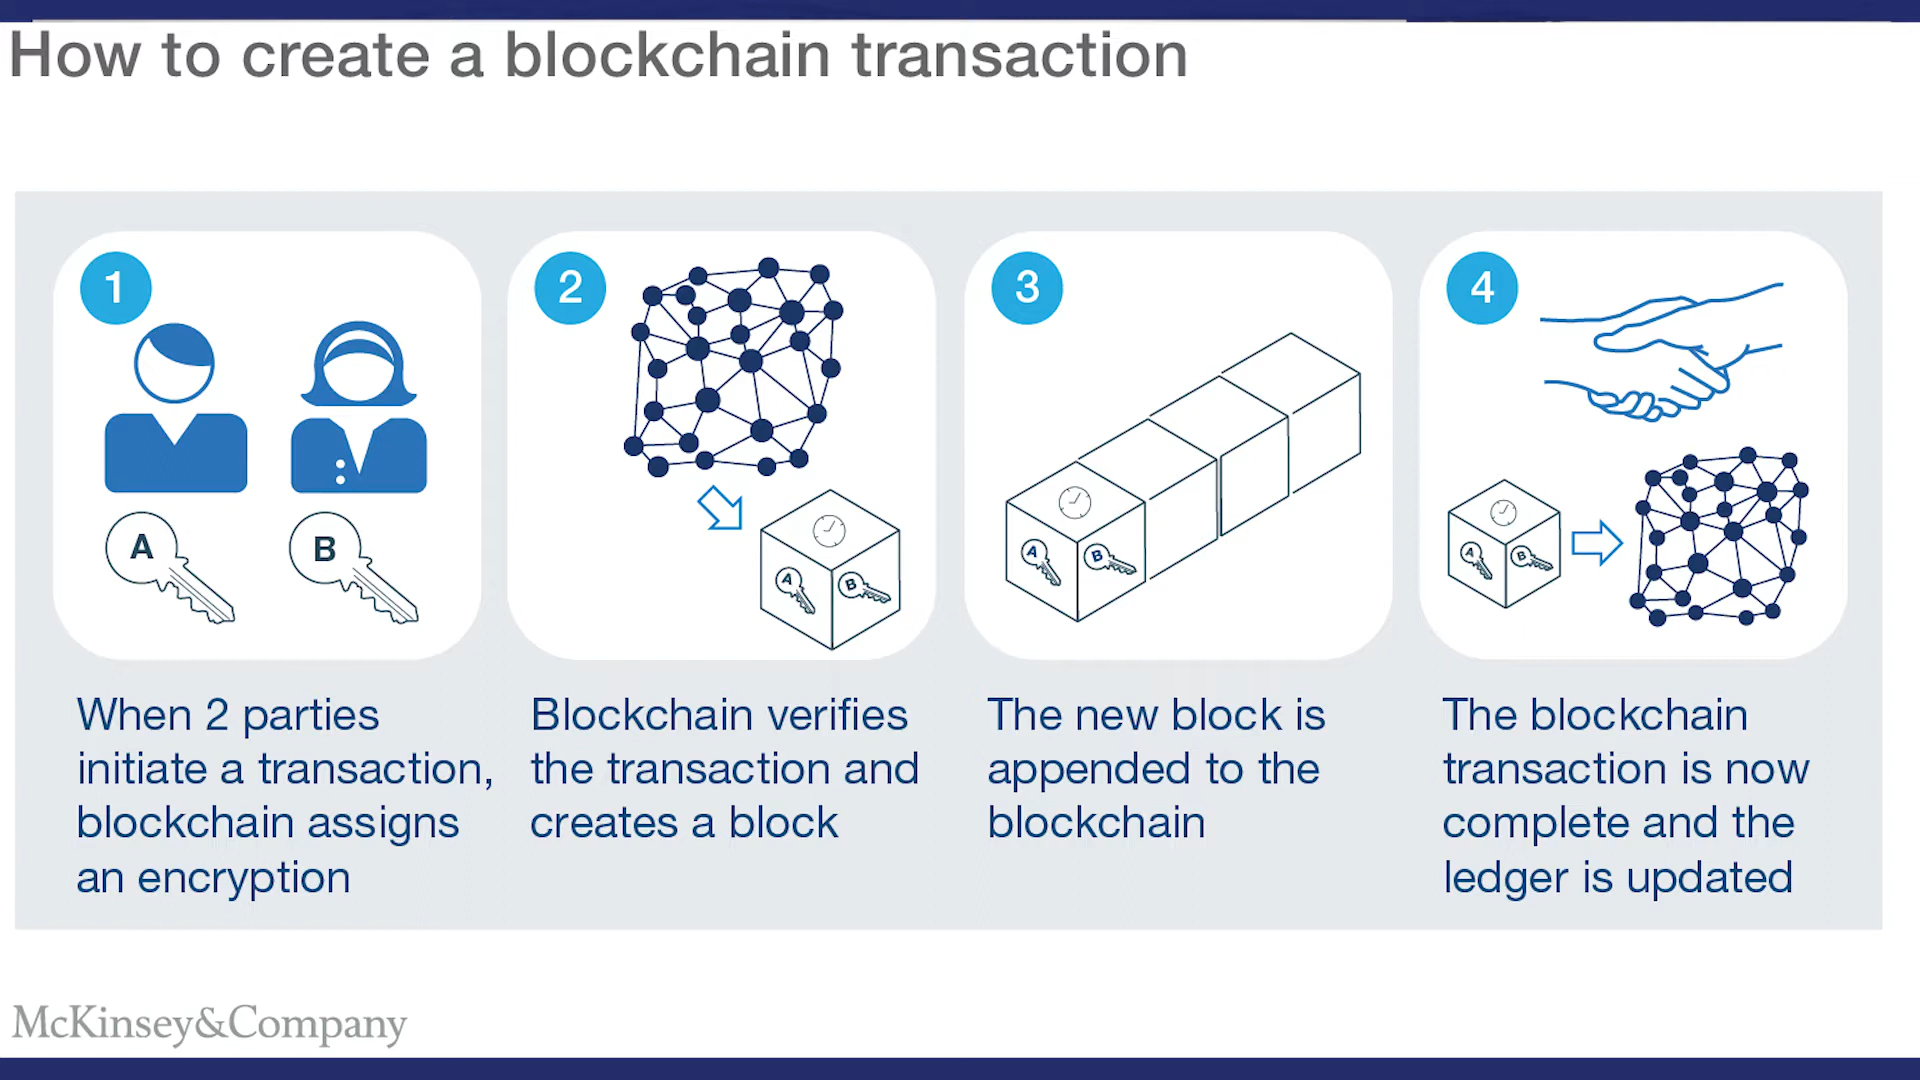 How to create a blockchain transaction
1
2
3
4
A
B
A
B
A
B
A
B
When 2 parties
initiate a transaction,
blockchain assigns
an encryption
Blockchain verifies
the transaction and
creates a block
The new block is
appended to the
blockchain
The blockchain
transaction is now
complete and the
ledger is updated
McKinsey&Company